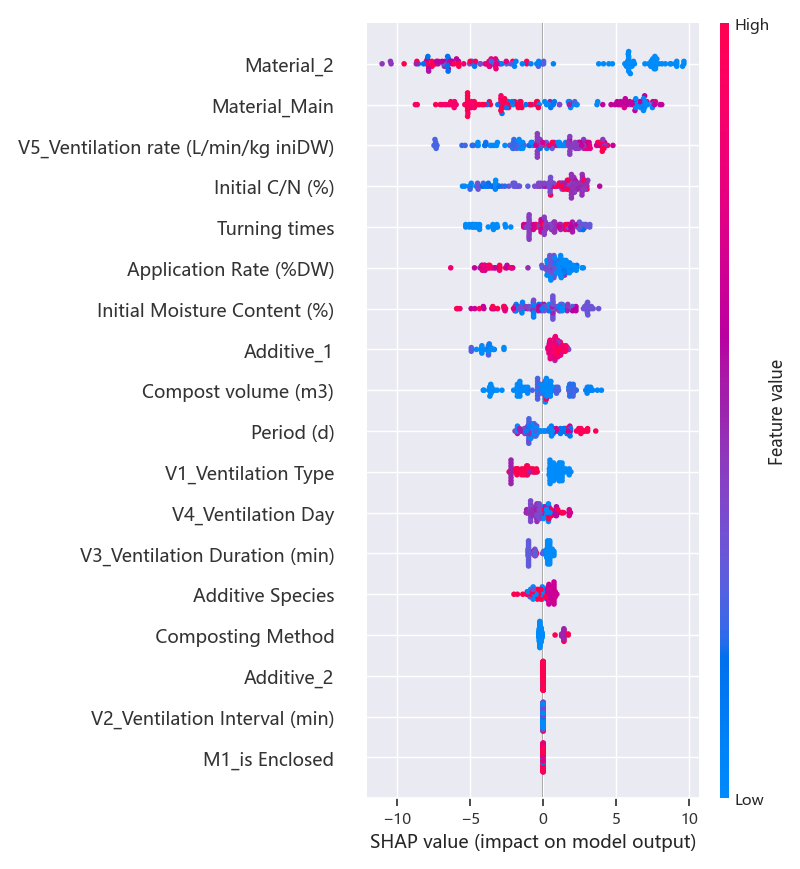 High
Material_2
Material_Main
V5_Ventilation rate (L/min/kg iniDW)
Initial C/N (%)
Turning times
Application Rate (%DW)
Initial Moisture Content (%)
Additive_1
Compost volume (m3)
Period (d)
V1_Ventilation Type
V4_Ventilation Day
V3_Ventilation Duration (min)
Additive Species
Composting Method
Additive_2
V2_Ventilation Interval (min)
M1_is Enclosed
Feature value
Low
−10 −5 0 5 10
SHAP value (impact on model output)